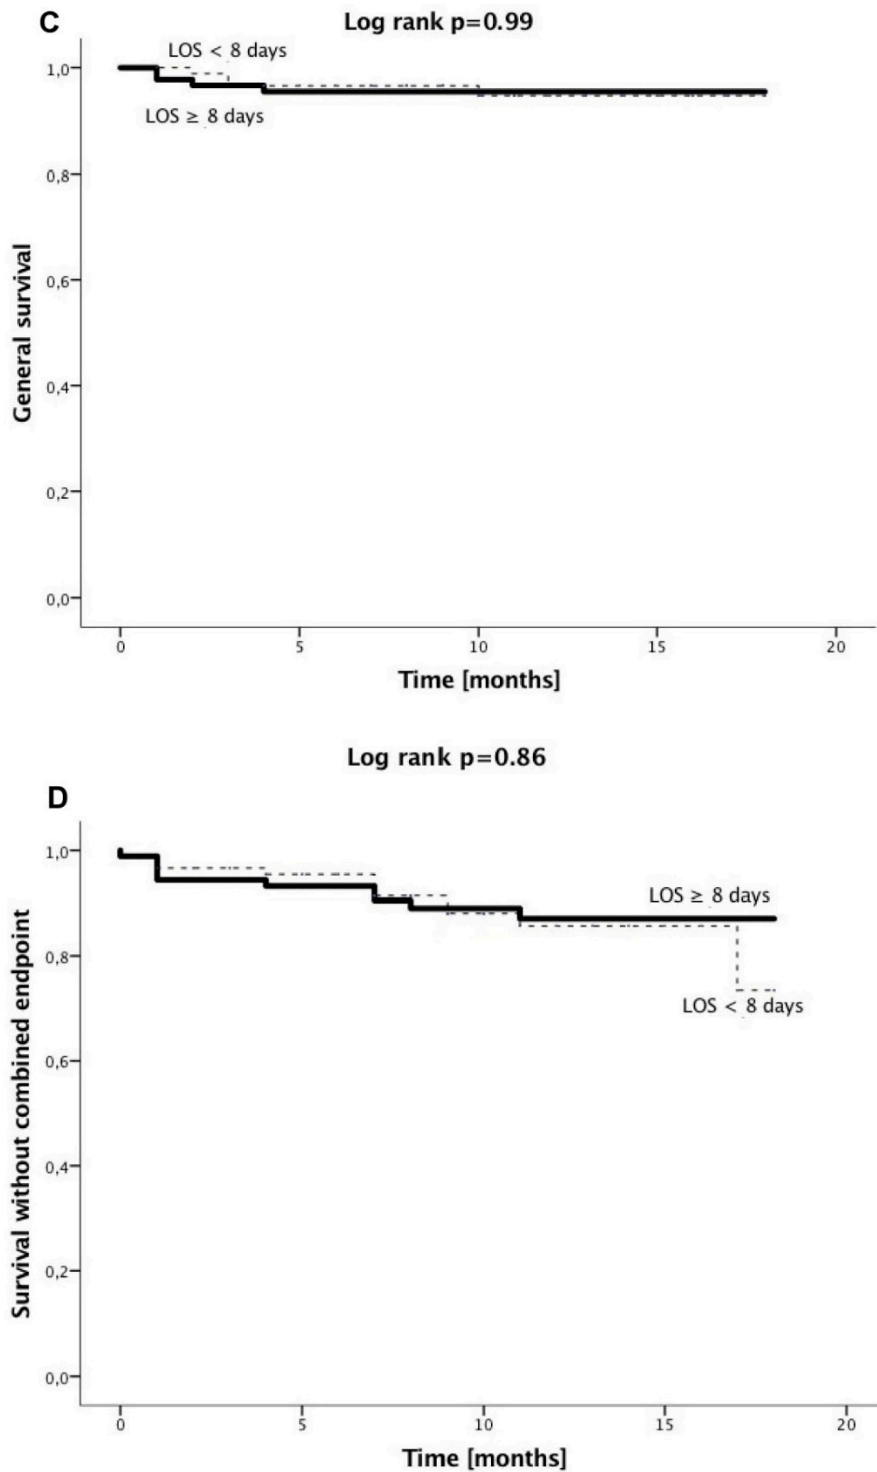 C
Log rank p=0.99
LOS < 8 days
1,0
LOS ≥ 8 days
0,8
0,6
0,4
0,2
0,0
General survival
0 5 10 15 20
Time [months]
Log rank p=0.86
D
1,0
LOS ≥ 8 days
0,8
LOS < 8 days
0,6
0,4
0,2
0,0
Survival without combined endpoint
0 5 10 15 20
Time [months]